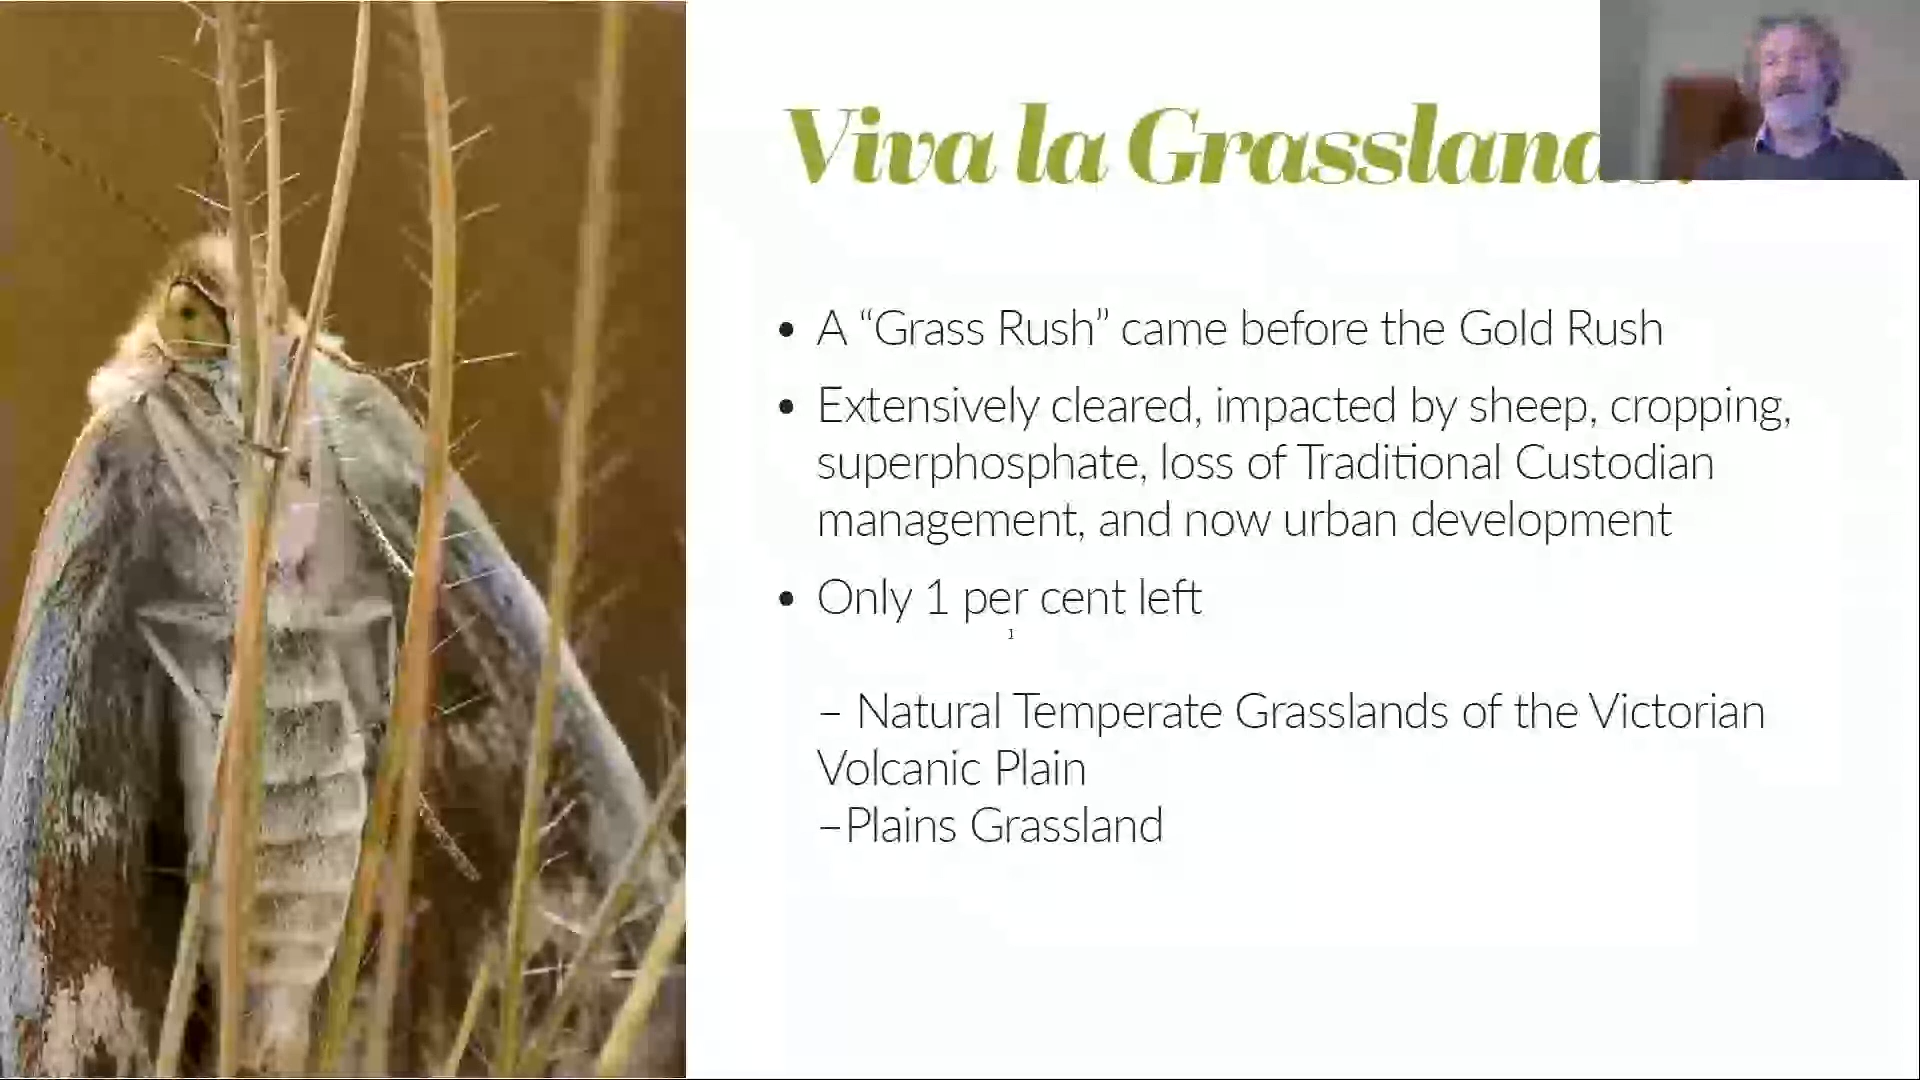 Viva la Grasslands!
• A “Grass Rush” came before the Gold Rush
• Extensively cleared, impacted by sheep, cropping,
superphosphate, loss of Traditional Custodian
management, and now urban development
• Only 1 per cent left
1
– Natural Temperate Grasslands of the Victorian
Volcanic Plain
–Plains Grassland